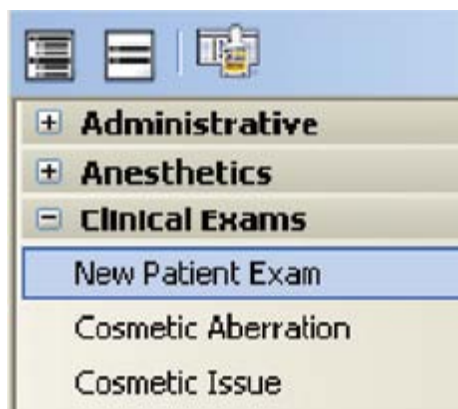 Administrative
Anesthetics
Clinical Exams
New Patient Exam
Cosmetic Aberration
Cosmetic Issue